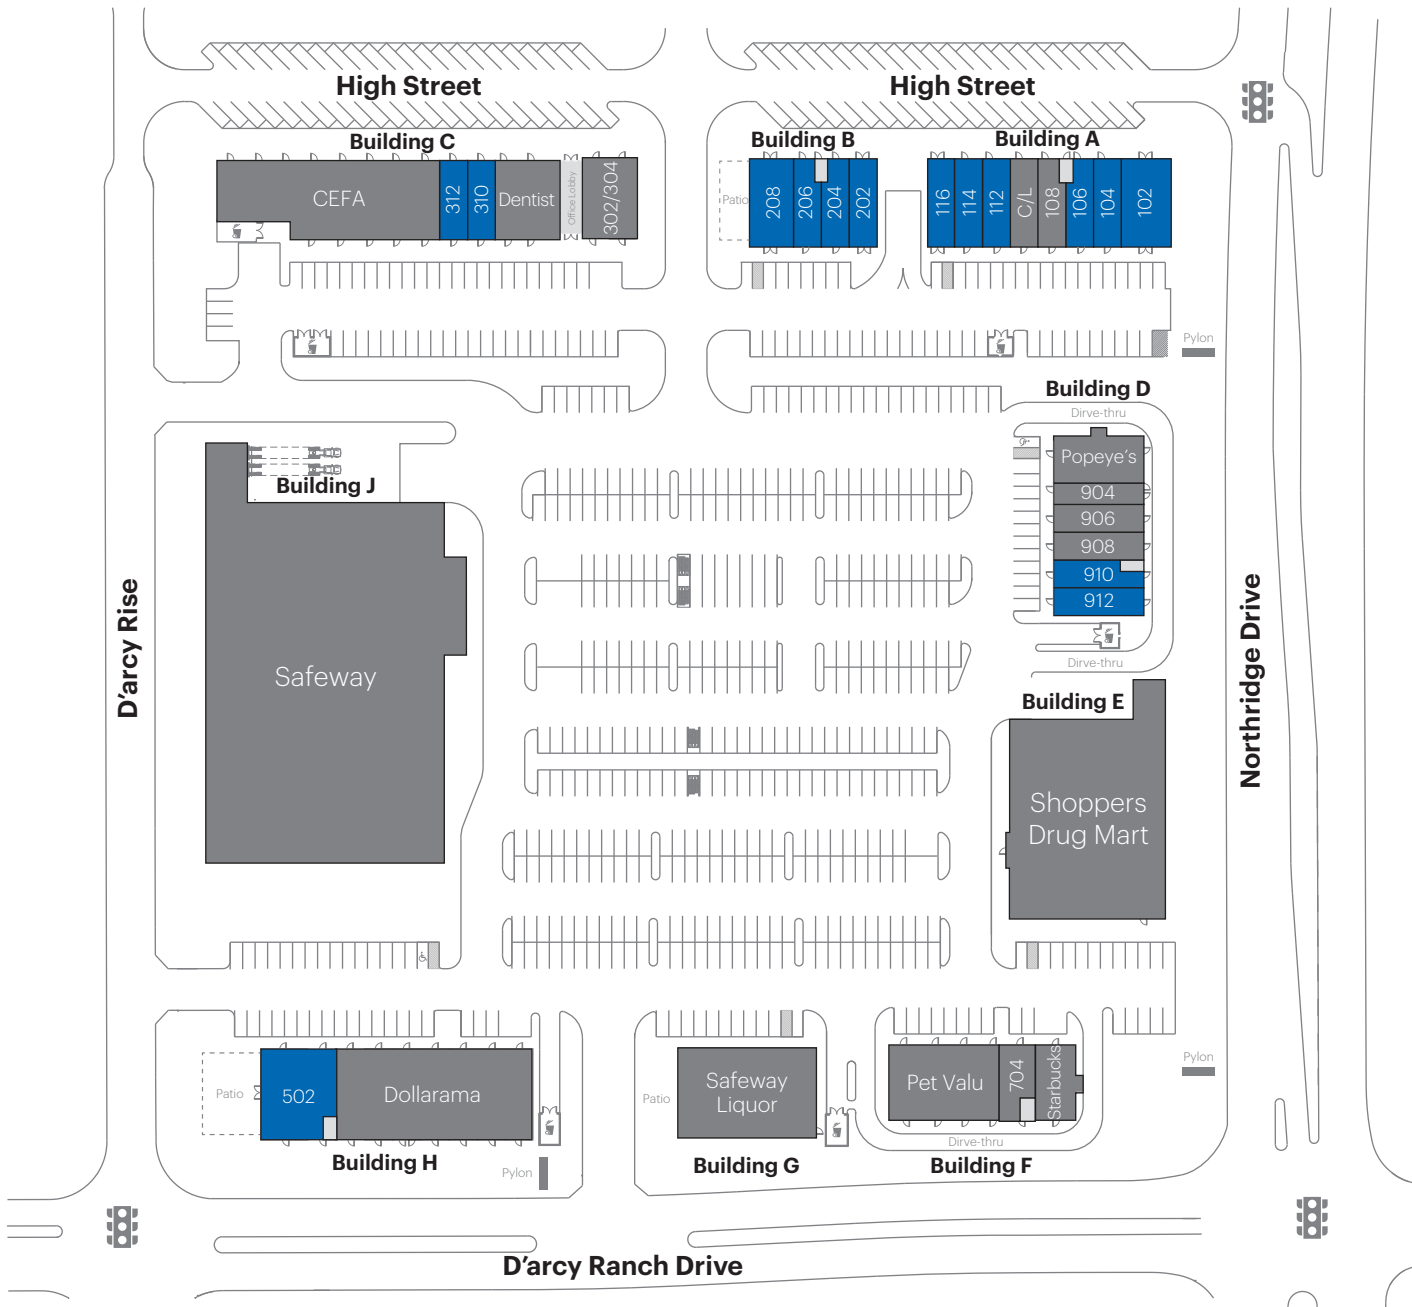 High Street
High Street
Building C
Building B
Building A
CEFA
312
310
Dentist
Office Lobby
302/304
Patio
208
206
204
202
116
114
112
C/L
108
106
104
102
Pylon
Building D
Dirve-thru
Popeye's
904
906
908
910
912
Dirve-thru
Building J
Safeway
D'arcy Rise
Northridge Drive
Building E
Shoppers
Drug Mart
Patio
502
Dollarama
Building H
Pylon
Patio
Safeway
Liquor
Building G
Pet Valu
704
Starbucks
Dirve-thru
Building F
Pylon
D'arcy Ranch Drive